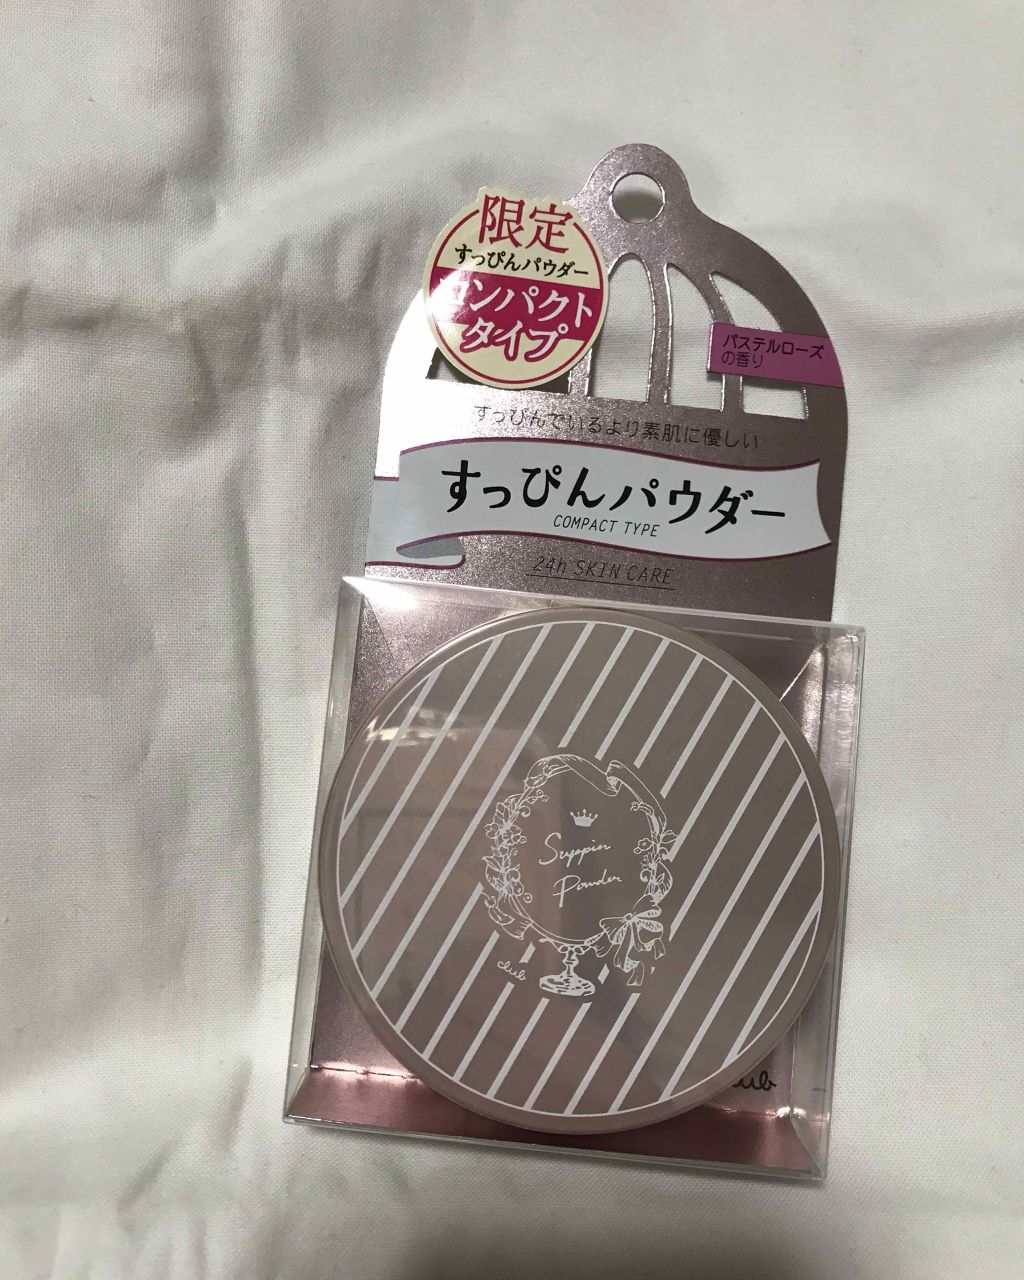 限定
すっぴんパウダー
コンパクト
タイプ
パステルローズ
の香り
すっぴんでいるより素肌に優しい
すっぴんパウダー
COMPACT TYPE
24h SKIN CARE
Suppin
Powder
club
club